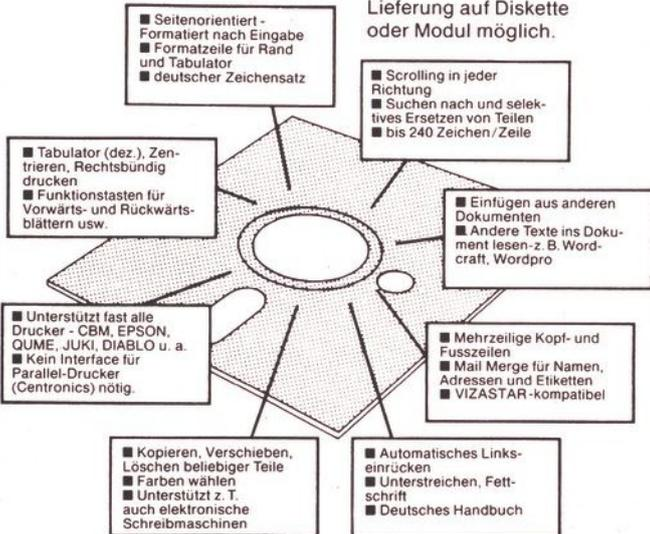 Lieferung auf Diskette
oder Modul möglich.
■ Seitenorientiert -
Formatiert nach Eingabe
■ Formatzeile für Rand
und Tabulator
■ deutscher Zeichensatz
■ Scrolling in jeder
Richtung
■ Suchen nach und selek-
tives Ersetzen von Teilen
■ bis 240 Zeichen/Zeile
■ Tabulator (dez.), Zen-
trieren, Rechtsbündig
drucken
■ Funktionstasten für
Vorwärts- und Rückwärts-
blättern usw.
■ Einfügen aus anderen
Dokumenten
■ Andere Texte ins Doku-
ment lesen-z. B. Word-
craft, Wordpro
■ Unterstützt fast alle
Drucker - CBM, EPSON,
QUME, JUKI, DIABLO u. a.
■ Kein Interface für
Parallel-Drucker
(Centronics) nötig.
■ Mehrzeilige Kopf- und
Fusszeilen
■ Mail Merge für Namen,
Adressen und Etiketten
■ VIZASTAR-kompatibel
■ Kopieren, Verschieben,
Löschen beliebiger Teile
■ Farben wählen
■ Unterstützt z. T.
auch elektronische
Schreibmaschinen
■ Automatisches Links-
einrücken
■ Unterstreichen, Fett-
schrift
■ Deutsches Handbuch